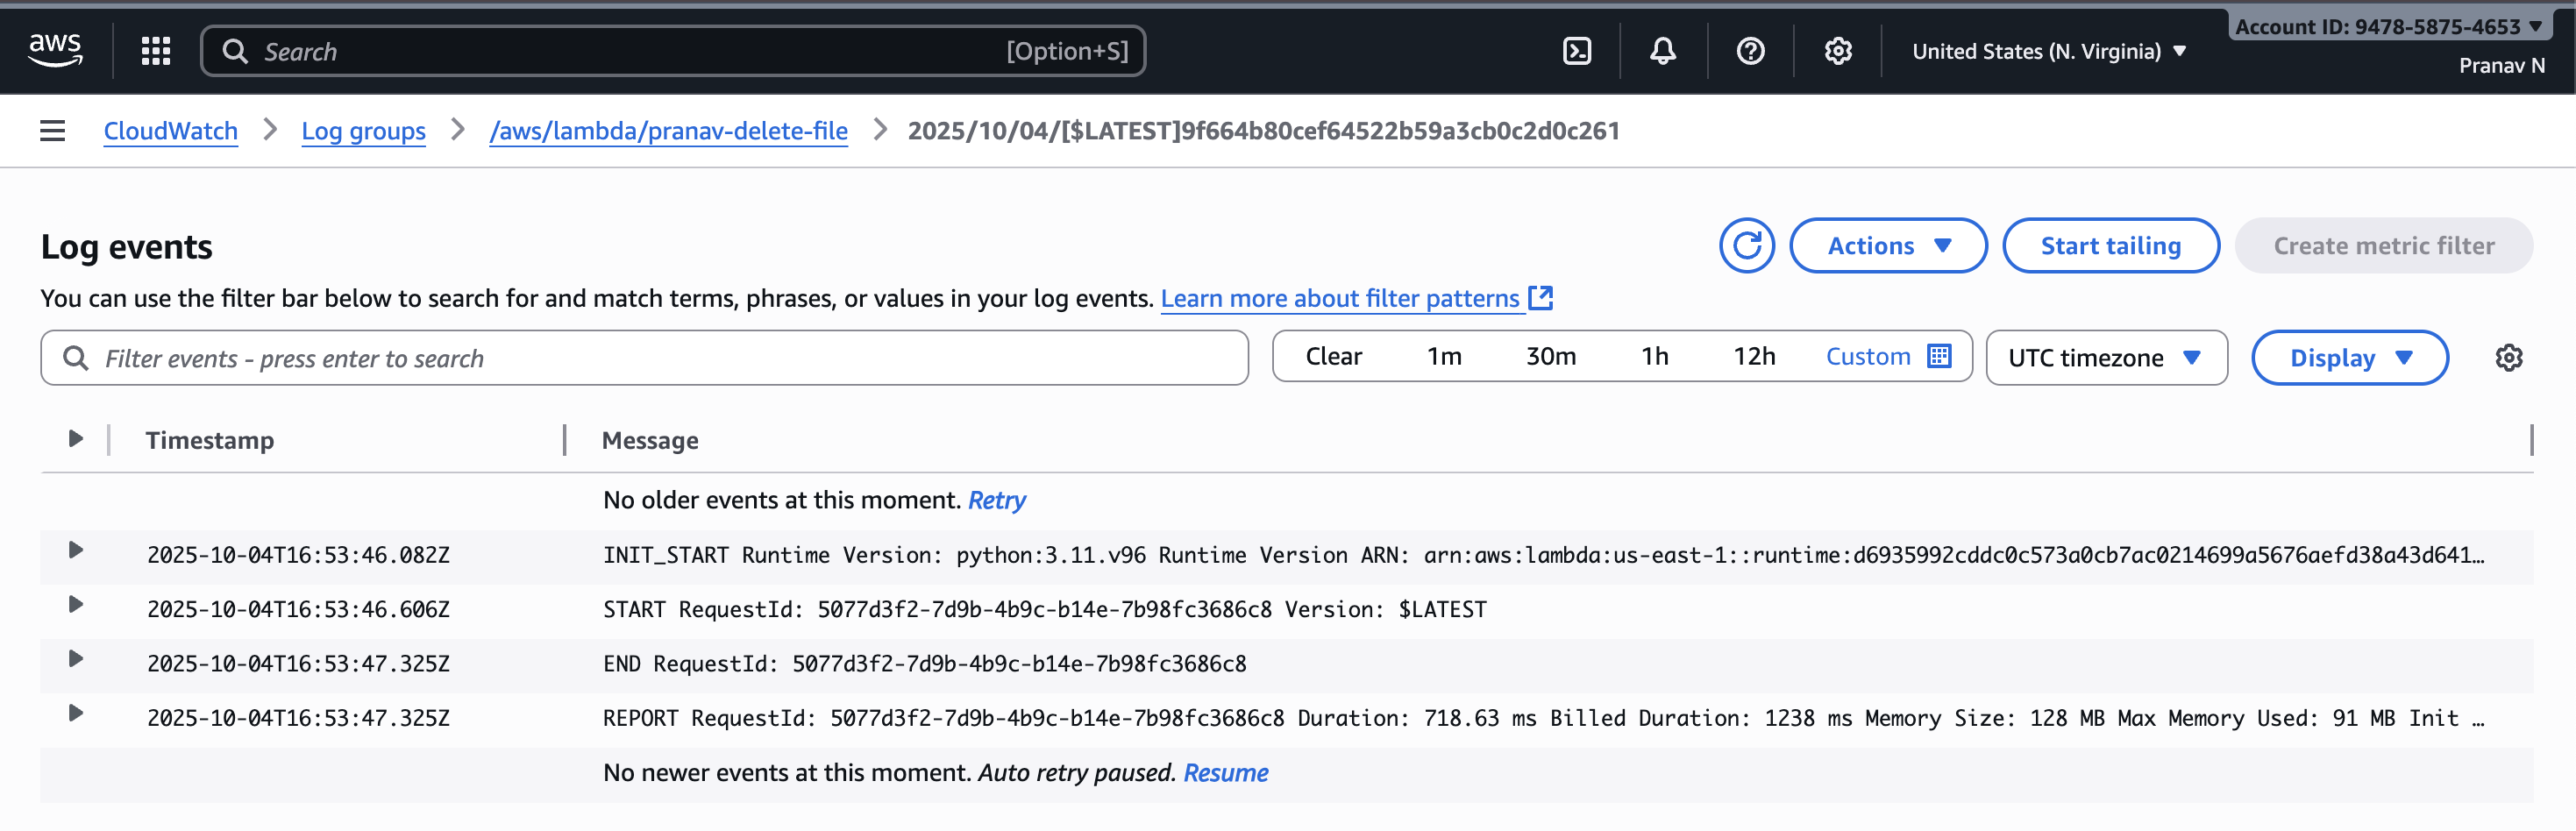 aws
Search [Option+S]
United States (N. Virginia)
Account ID: 9478-5875-4653
Pranav N
CloudWatch
Log groups
/aws/lambda/pranav-delete-file
2025/10/04/[$LATEST]9f664b80cef64522b59a3cb0c2d0c261
Log events
Actions
Start tailing
Create metric filter
You can use the filter bar below to search for and match terms, phrases, or values in your log events. Learn more about filter patterns
Filter events - press enter to search
Clear 1m 30m 1h 12h Custom
UTC timezone
Display
Timestamp Message
No older events at this moment. Retry
2025-10-04T16:53:46.082Z INIT_START Runtime Version: python:3.11.v96 Runtime Version ARN: arn:aws:lambda:us-east-1::runtime:d6935992cddc0c573a0cb7ac0214699a5676aefd38a43d641…
2025-10-04T16:53:46.606Z START RequestId: 5077d3f2-7d9b-4b9c-b14e-7b98fc3686c8 Version: $LATEST
2025-10-04T16:53:47.325Z END RequestId: 5077d3f2-7d9b-4b9c-b14e-7b98fc3686c8
2025-10-04T16:53:47.325Z REPORT RequestId: 5077d3f2-7d9b-4b9c-b14e-7b98fc3686c8 Duration: 718.63 ms Billed Duration: 1238 ms Memory Size: 128 MB Max Memory Used: 91 MB Init …
No newer events at this moment. Auto retry paused. Resume